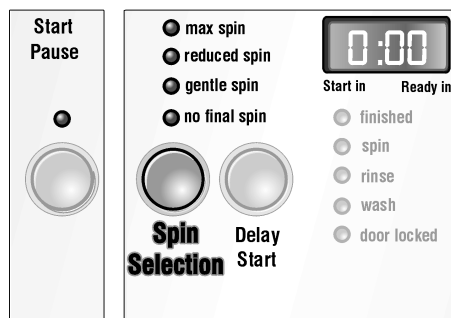 Start
Pause
max spin
reduced spin
gentle spin
no final spin
Spin
Selection
Delay
Start
0:00
Start in Ready in
finished
spin
rinse
wash
door locked